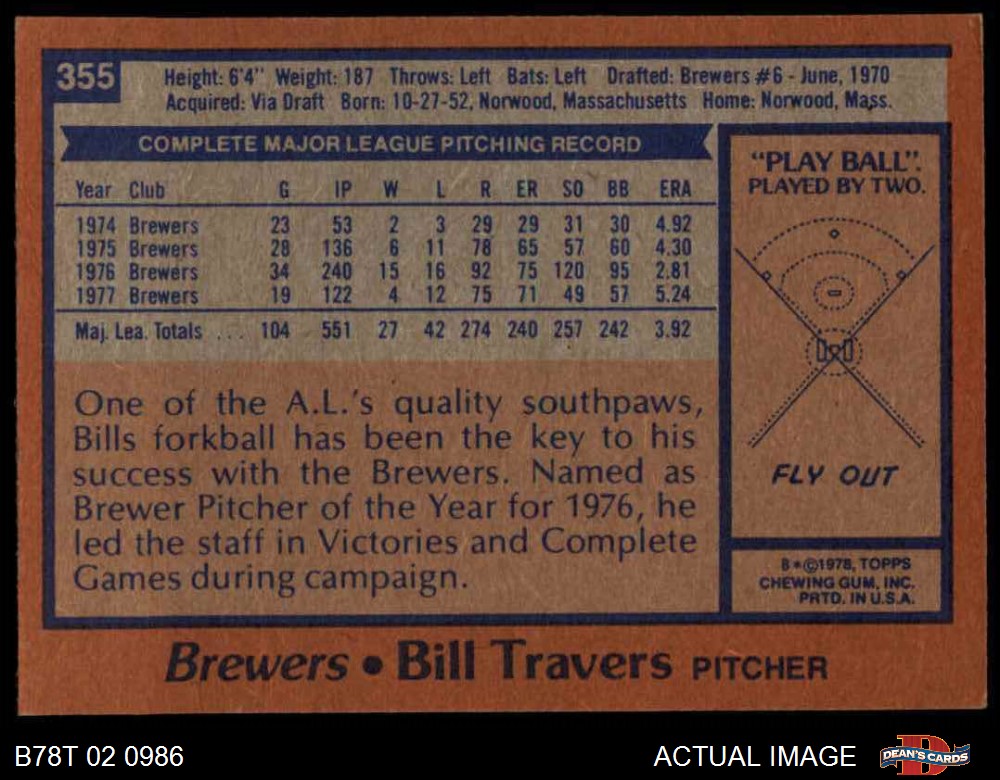 355
Height: 6'4" Weight: 187 Throws: Left Bats: Left Drafted: Brewers #6 - June, 1970
Acquired: Via Draft Born: 10-27-52, Norwood, Massachusetts Home: Norwood, Mass.
COMPLETE MAJOR LEAGUE PITCHING RECORD
Year Club G IP W L R ER SO BB ERA
1974 Brewers 23 53 2 3 29 29 31 30 4.92
1975 Brewers 28 136 6 11 78 65 57 60 4.30
1976 Brewers 34 240 15 16 92 75 120 95 2.81
1977 Brewers 19 122 4 12 75 71 49 57 5.24
Maj. Lea. Totals . . . 104 551 27 42 274 240 257 242 3.92
One of the A.L.'s quality southpaws,
Bills forkball has been the key to his
success with the Brewers. Named as
Brewer Pitcher of the Year for 1976, he
led the staff in Victories and Complete
Games during campaign.
"PLAY BALL".
PLAYED BY TWO.
FLY OUT
B*©1978, TOPPS
CHEWING GUM, INC.
PRTD. IN U.S.A.
Brewers • Bill Travers PITCHER
B78T 02 0986
ACTUAL IMAGE
DEAN'S CARDS